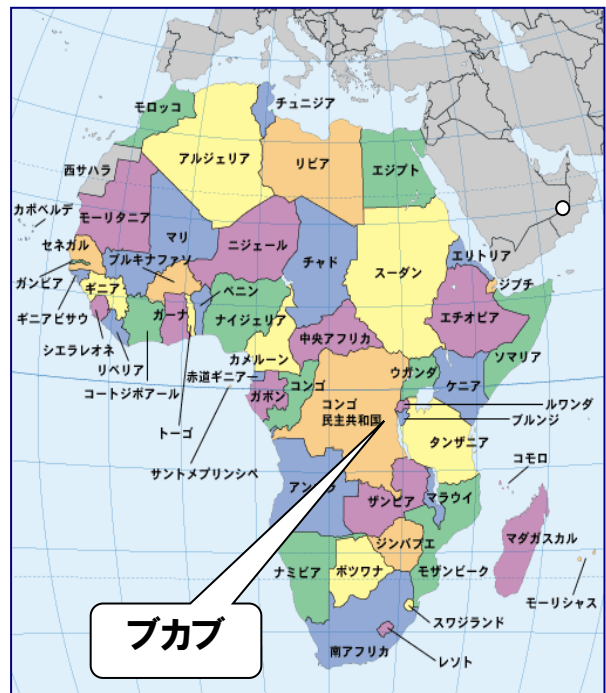 モロッコ
チュニジア
アルジェリア
リビア
エジプト
西サハラ
カボベルデ
モーリタニア
マリ
ニジェール
チャド
スーダン
エリトリア
セネガル
ブルキナファソ
ジブチ
ガンビア
ギニア
ベニン
エチオピア
ギニアビサウ
ガーナ
ナイジェリア
中央アフリカ
ソマリア
シエラレオネ
カメルーン
リベリア
赤道ギニア
コンゴ
ウガンダ
ケニア
コートジボアール
ガボン
コンゴ
民主共和国
ルワンダ
ブルンジ
トーゴ
タンザニア
サントメプリンシペ
コモロ
アンゴラ
ザンビア
マラウイ
マダガスカル
ジンバブエ
ナミビア
ボツワナ
モザンビーク
モーリシャス
ブカブ
スワジランド
南アフリカ
レソト